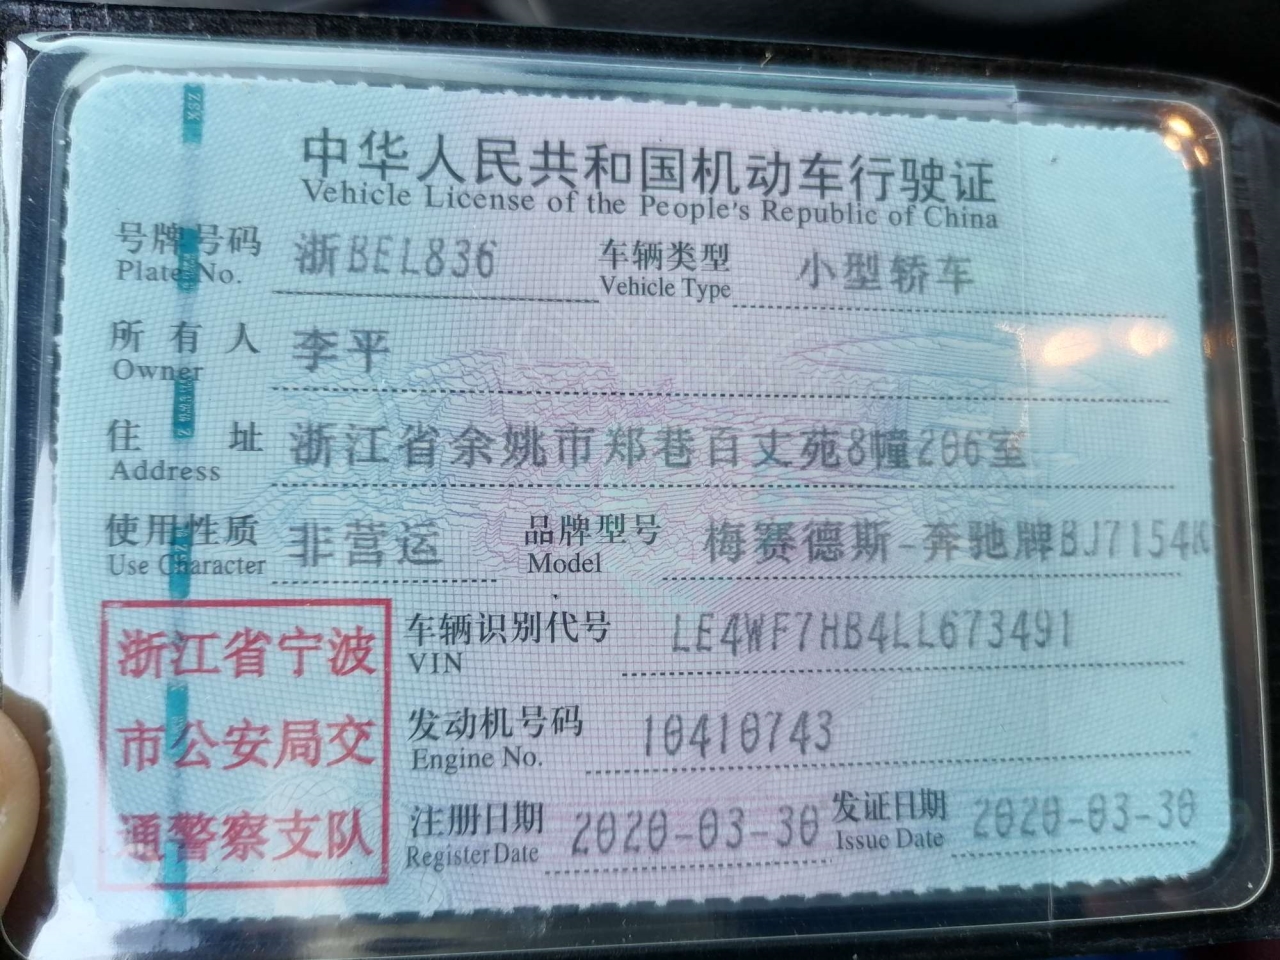 中华人民共和国机动车行驶证
Vehicle License of the People's Republic of China
号牌号码 浙BEL836 车辆类型 小型轿车
Plate No. Vehicle Type
所有人 李平
Owner
住址 浙江省余姚市郑巷百丈苑8幢206室
Address
使用性质 非营运 品牌型号 梅赛德斯-奔驰牌BJ7154
Use Character Model
浙江省宁波
市公安局交
通警察支队
车辆识别代号 LE4WF7HB4LL673491
VIN
发动机号码 10410743
Engine No.
注册日期 2020-03-30 发证日期 2020-03-30
Register Date Issue Date